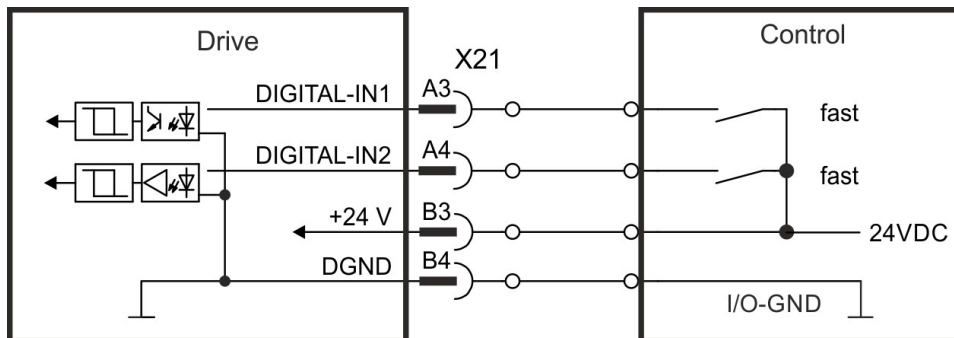 Drive
Control
X21
DIGITAL-IN1
A3
fast
DIGITAL-IN2
A4
fast
+24 V
B3
24VDC
DGND
B4
I/O-GND